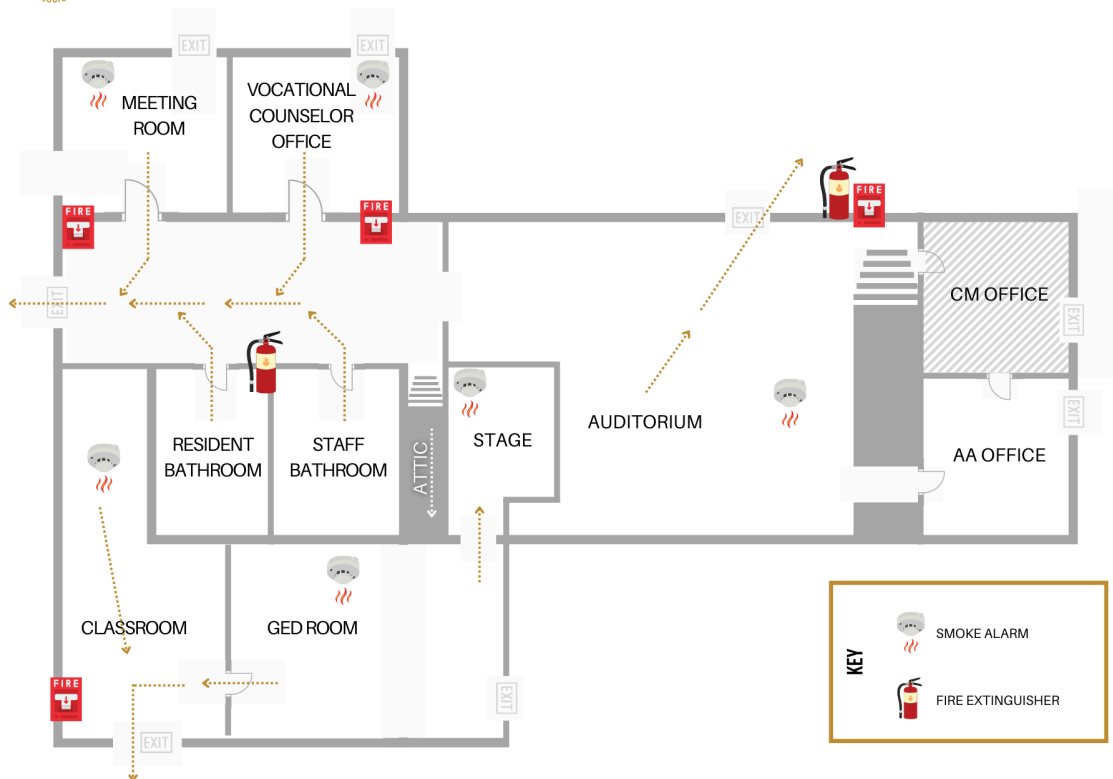 EXIT
EXIT
MEETING
ROOM
VOCATIONAL
COUNSELOR
OFFICE
FIRE
FIRE
FIRE
EXIT
EXIT
CM OFFICE
EXIT
EXIT
RESIDENT
BATHROOM
STAFF
BATHROOM
ATTIC
STAGE
AUDITORIUM
AA OFFICE
CLASSROOM
GED ROOM
FIRE
EXIT
EXIT
KEY
SMOKE ALARM
FIRE EXTINGUISHER